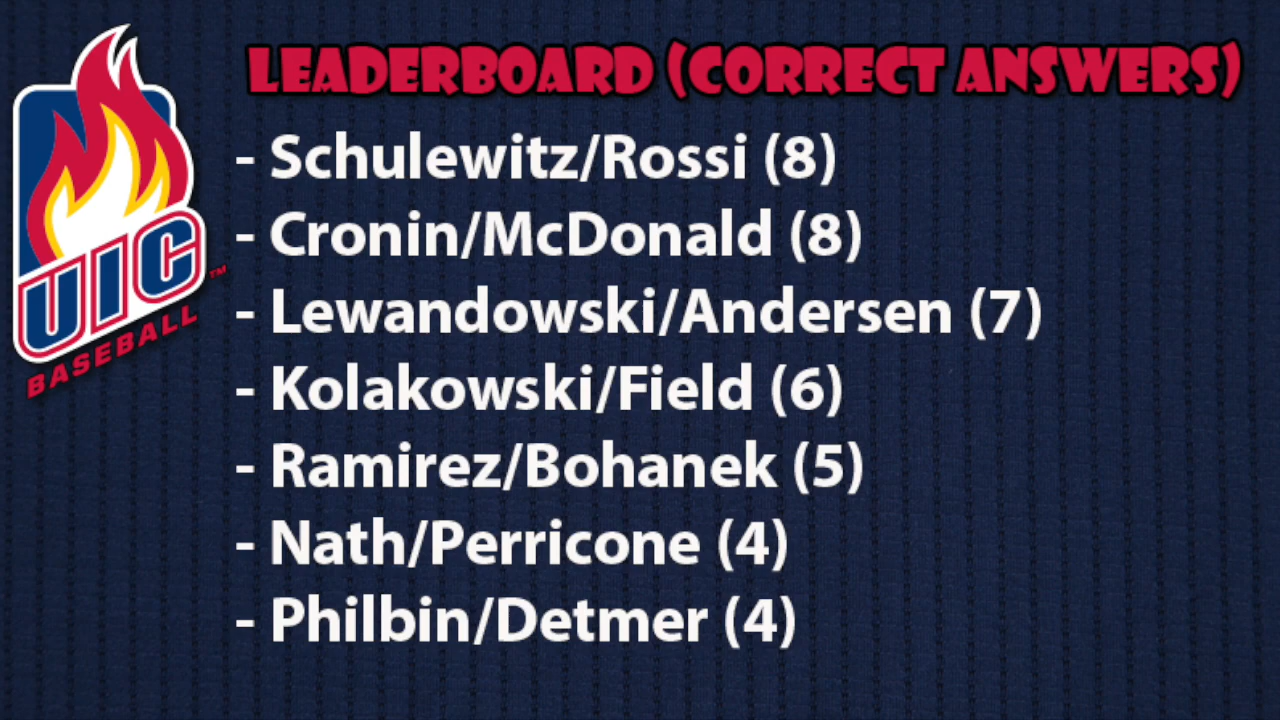 LEADERBOARD (CORRECT ANSWERS)
- Schulewitz/Rossi (8)
- Cronin/McDonald (8)
- Lewandowski/Andersen (7)
- Kolakowski/Field (6)
- Ramirez/Bohanek (5)
- Nath/Perricone (4)
- Philbin/Detmer (4)
UIC ™
BASEBALL